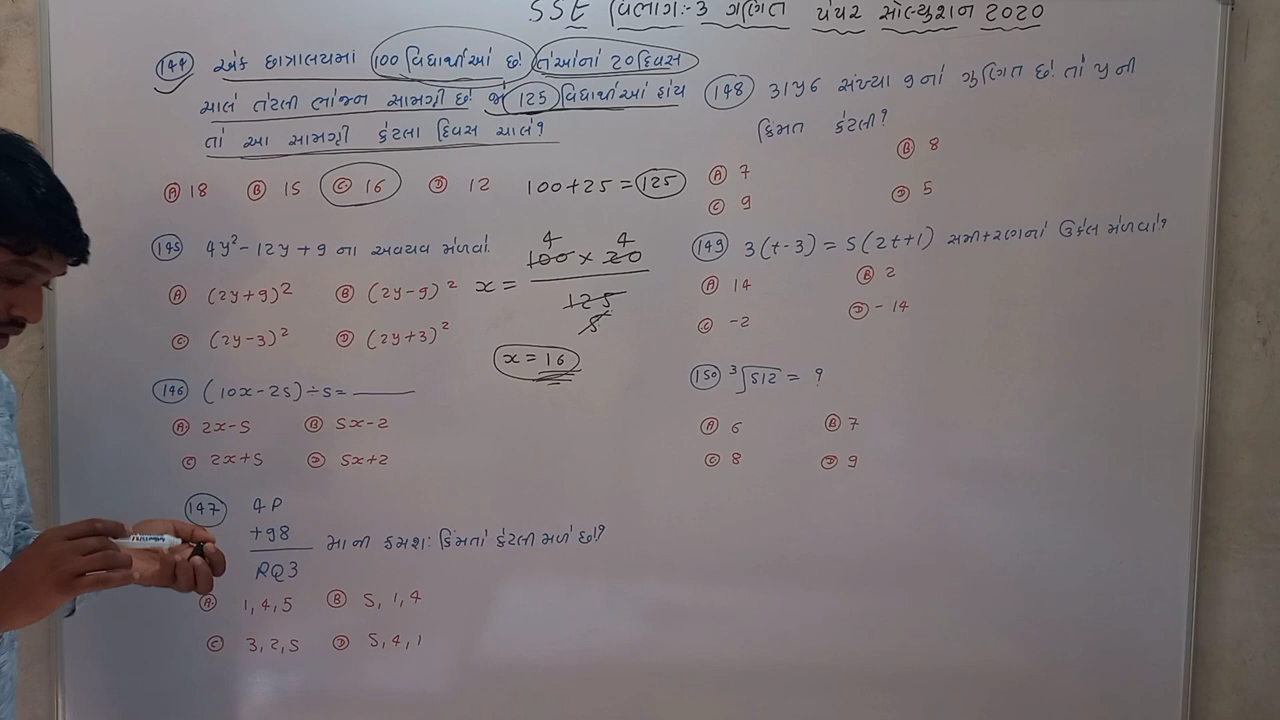 SSE વિભાગ:-3 ગણિત પેપર સોલ્યુશન 2020
144 એક છાત્રાલયમાં 100 વિદ્યાર્થીઓ છે. તેઓનાં 20 દિવસ
ચાલે તેટલી ભોજન સામગ્રી છે. જો 125 વિદ્યાર્થીઓ હોય
તો આ સામગ્રી કેટલા દિવસ ચાલે?
A 18 B 15 C 16 D 12
100+25=125
145 4y²-12y+9 ના અવયવ મેળવો.
A (2y+9)² B (2y-9)²
C (2y-3)² D (2y+3)²
4 4
x = 100 × 20
125
5
x = 16
146 (10x-25)÷5=
A 2x-5 B 5x-2
C 2x+5 D 5x+2
147 4P
+98 માની ક્રમશ: કિંમતો કેટલી મળે છે?
RQ3
A 1,4,5 B 5,1,4
C 3,2,5 D 5,4,1
148 31y6 સંખ્યા 9નાં ગુણિત છે. તો yની
કિંમત કેટલી?
A 7 B 8
C 9 D 5
149 3(t-3) = 5(2t+1) સમીકરણનાં ઉકેલ મેળવો?
A 14 B 2
C -2 D -14
150 ³√512 = ?
A 6 B 7
C 8 D 9